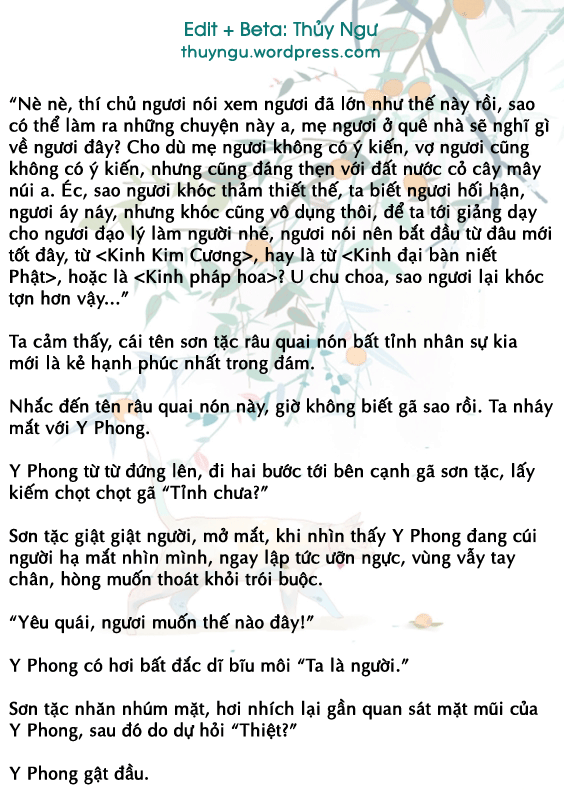 Edit + Beta: Thủy Ngư
thuyngu.wordpress.com
“Nè nè, thí chủ ngươi nói xem ngươi đã lớn như thế này rồi, sao
có thể làm ra những chuyện này a, mẹ ngươi ở quê nhà sẽ nghĩ gì
về ngươi đây? Cho dù mẹ ngươi không có ý kiến, vợ ngươi cũng
không có ý kiến, nhưng cũng đáng thẹn với đất nước cỏ cây mây
núi a. Éc, sao ngươi khóc thảm thiết thế, ta biết ngươi hối hận,
ngươi áy náy, nhưng khóc cũng vô dụng thôi, để ta tới giảng dạy
cho ngươi đạo lý làm người nhé, ngươi nói nên bắt đầu từ đâu mới
tốt đây, từ <Kinh Kim Cương>, hay là từ <Kinh đại bàn niết
Phật>, hoặc là <Kinh pháp hoa>? U chu choa, sao ngươi lại khóc
tợn hơn vậy...”
Ta cảm thấy, cái tên sơn tặc râu quai nón bất tỉnh nhân sự kia
mới là kẻ hạnh phúc nhất trong đám.
Nhắc đến tên râu quai nón này, giờ không biết gã sao rồi. Ta nháy
mắt với Y Phong.
Y Phong từ từ đứng lên, đi hai bước tới bên cạnh gã sơn tặc, lấy
kiếm chọt chọt gã “Tỉnh chưa?”
Sơn tặc giật giật người, mở mắt, khi nhìn thấy Y Phong đang cúi
người hạ mắt nhìn mình, ngay lập tức ưỡn ngực, vùng vẫy tay
chân, hòng muốn thoát khỏi trói buộc.
“Yêu quái, ngươi muốn thế nào đây!”
Y Phong có hơi bất đắc dĩ bĩu môi “Ta là người.”
Sơn tặc nhăn nhúm mặt, hơi nhích lại gần quan sát mặt mũi của
Y Phong, sau đó do dự hỏi “Thiệt?”
Y Phong gật đầu.